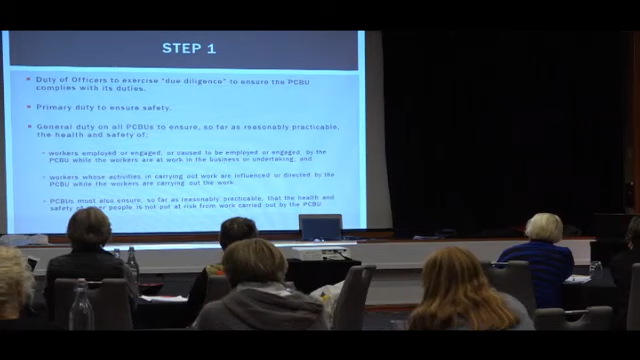 STEP 1
Duty of Officers to exercise "due diligence" to ensure the PCBU
complies with its duties.
Primary duty to ensure safety.
General duty on all PCBUs to ensure, so far as reasonably practicable,
the health and safety of:
workers employed or engaged, or caused to be employed or engaged, by the
PCBU while the workers are at work in the business or undertaking; and
workers whose activities in carrying out work are influenced or directed by the
PCBU while the workers are carrying out the work.
PCBUs must also ensure, so far as reasonably practicable, that the health and
safety of other people is not put at risk from work carried out by the PCBU